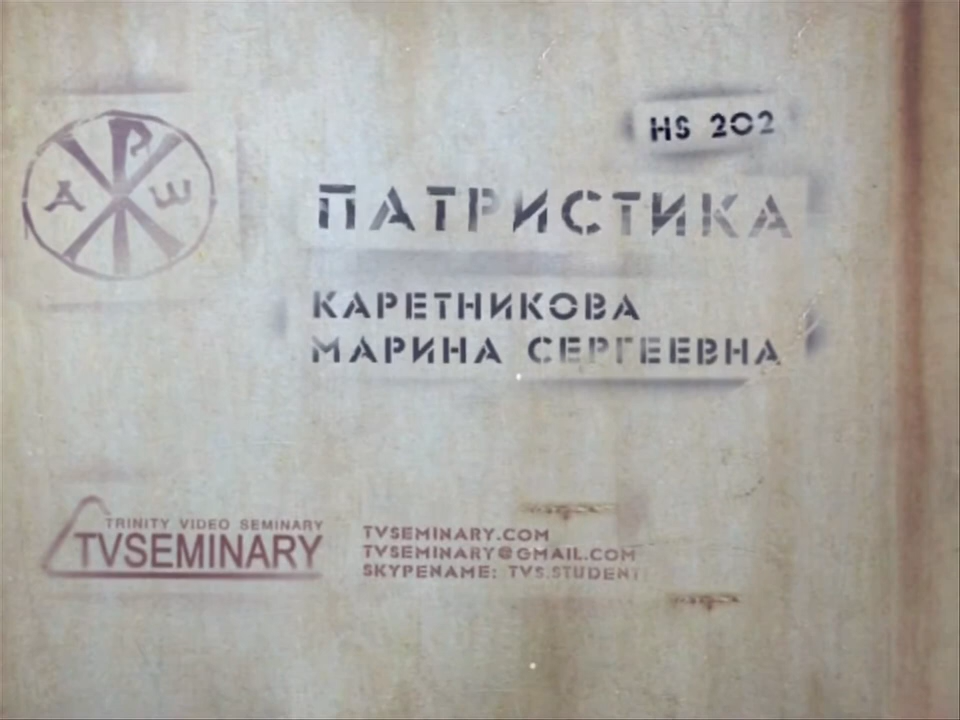 HS 202
ПАТРИСТИКА
КАРЕТНИКОВА
МАРИНА СЕРГЕЕВНА
А Р Ш
TRINITY VIDEO SEMINARY
TVSEMINARY
TVSEMINARY.COM
TVSEMINARY@GMAIL.COM
SKYPENAME: TVS.STUDENT